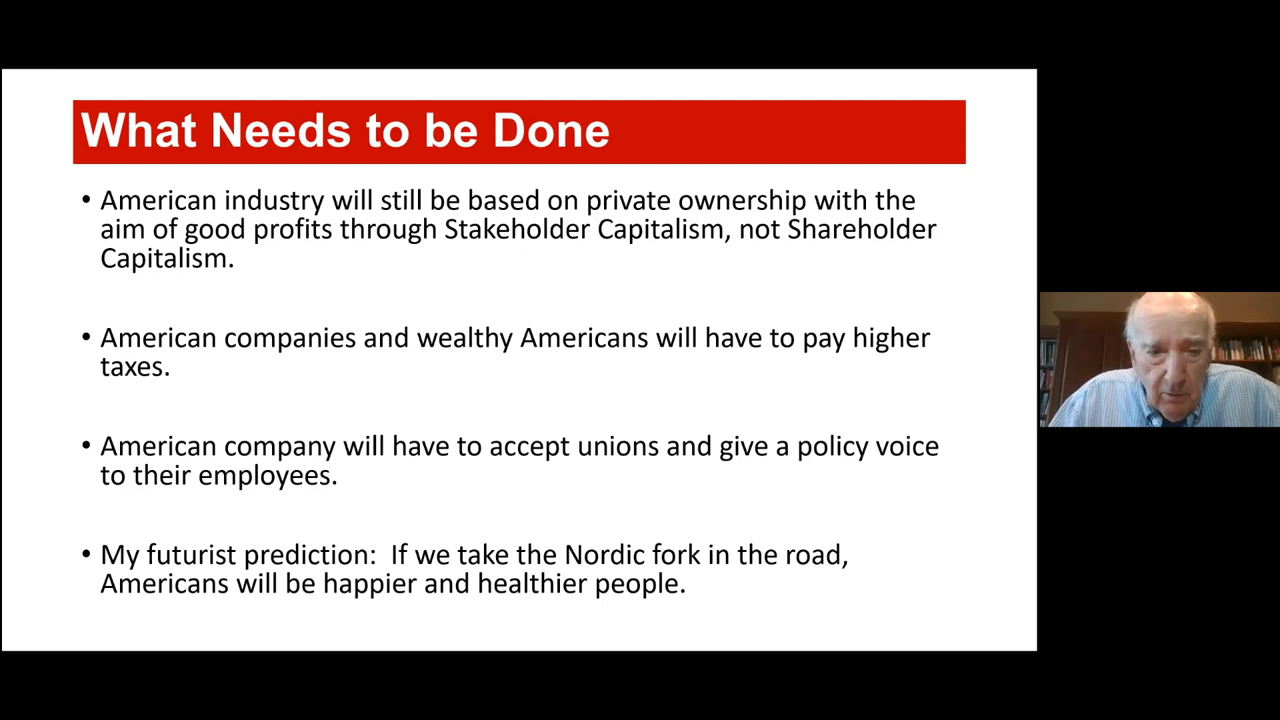 What Needs to be Done
• American industry will still be based on private ownership with the
aim of good profits through Stakeholder Capitalism, not Shareholder
Capitalism.
• American companies and wealthy Americans will have to pay higher
taxes.
• American company will have to accept unions and give a policy voice
to their employees.
• My futurist prediction:  If we take the Nordic fork in the road,
Americans will be happier and healthier people.